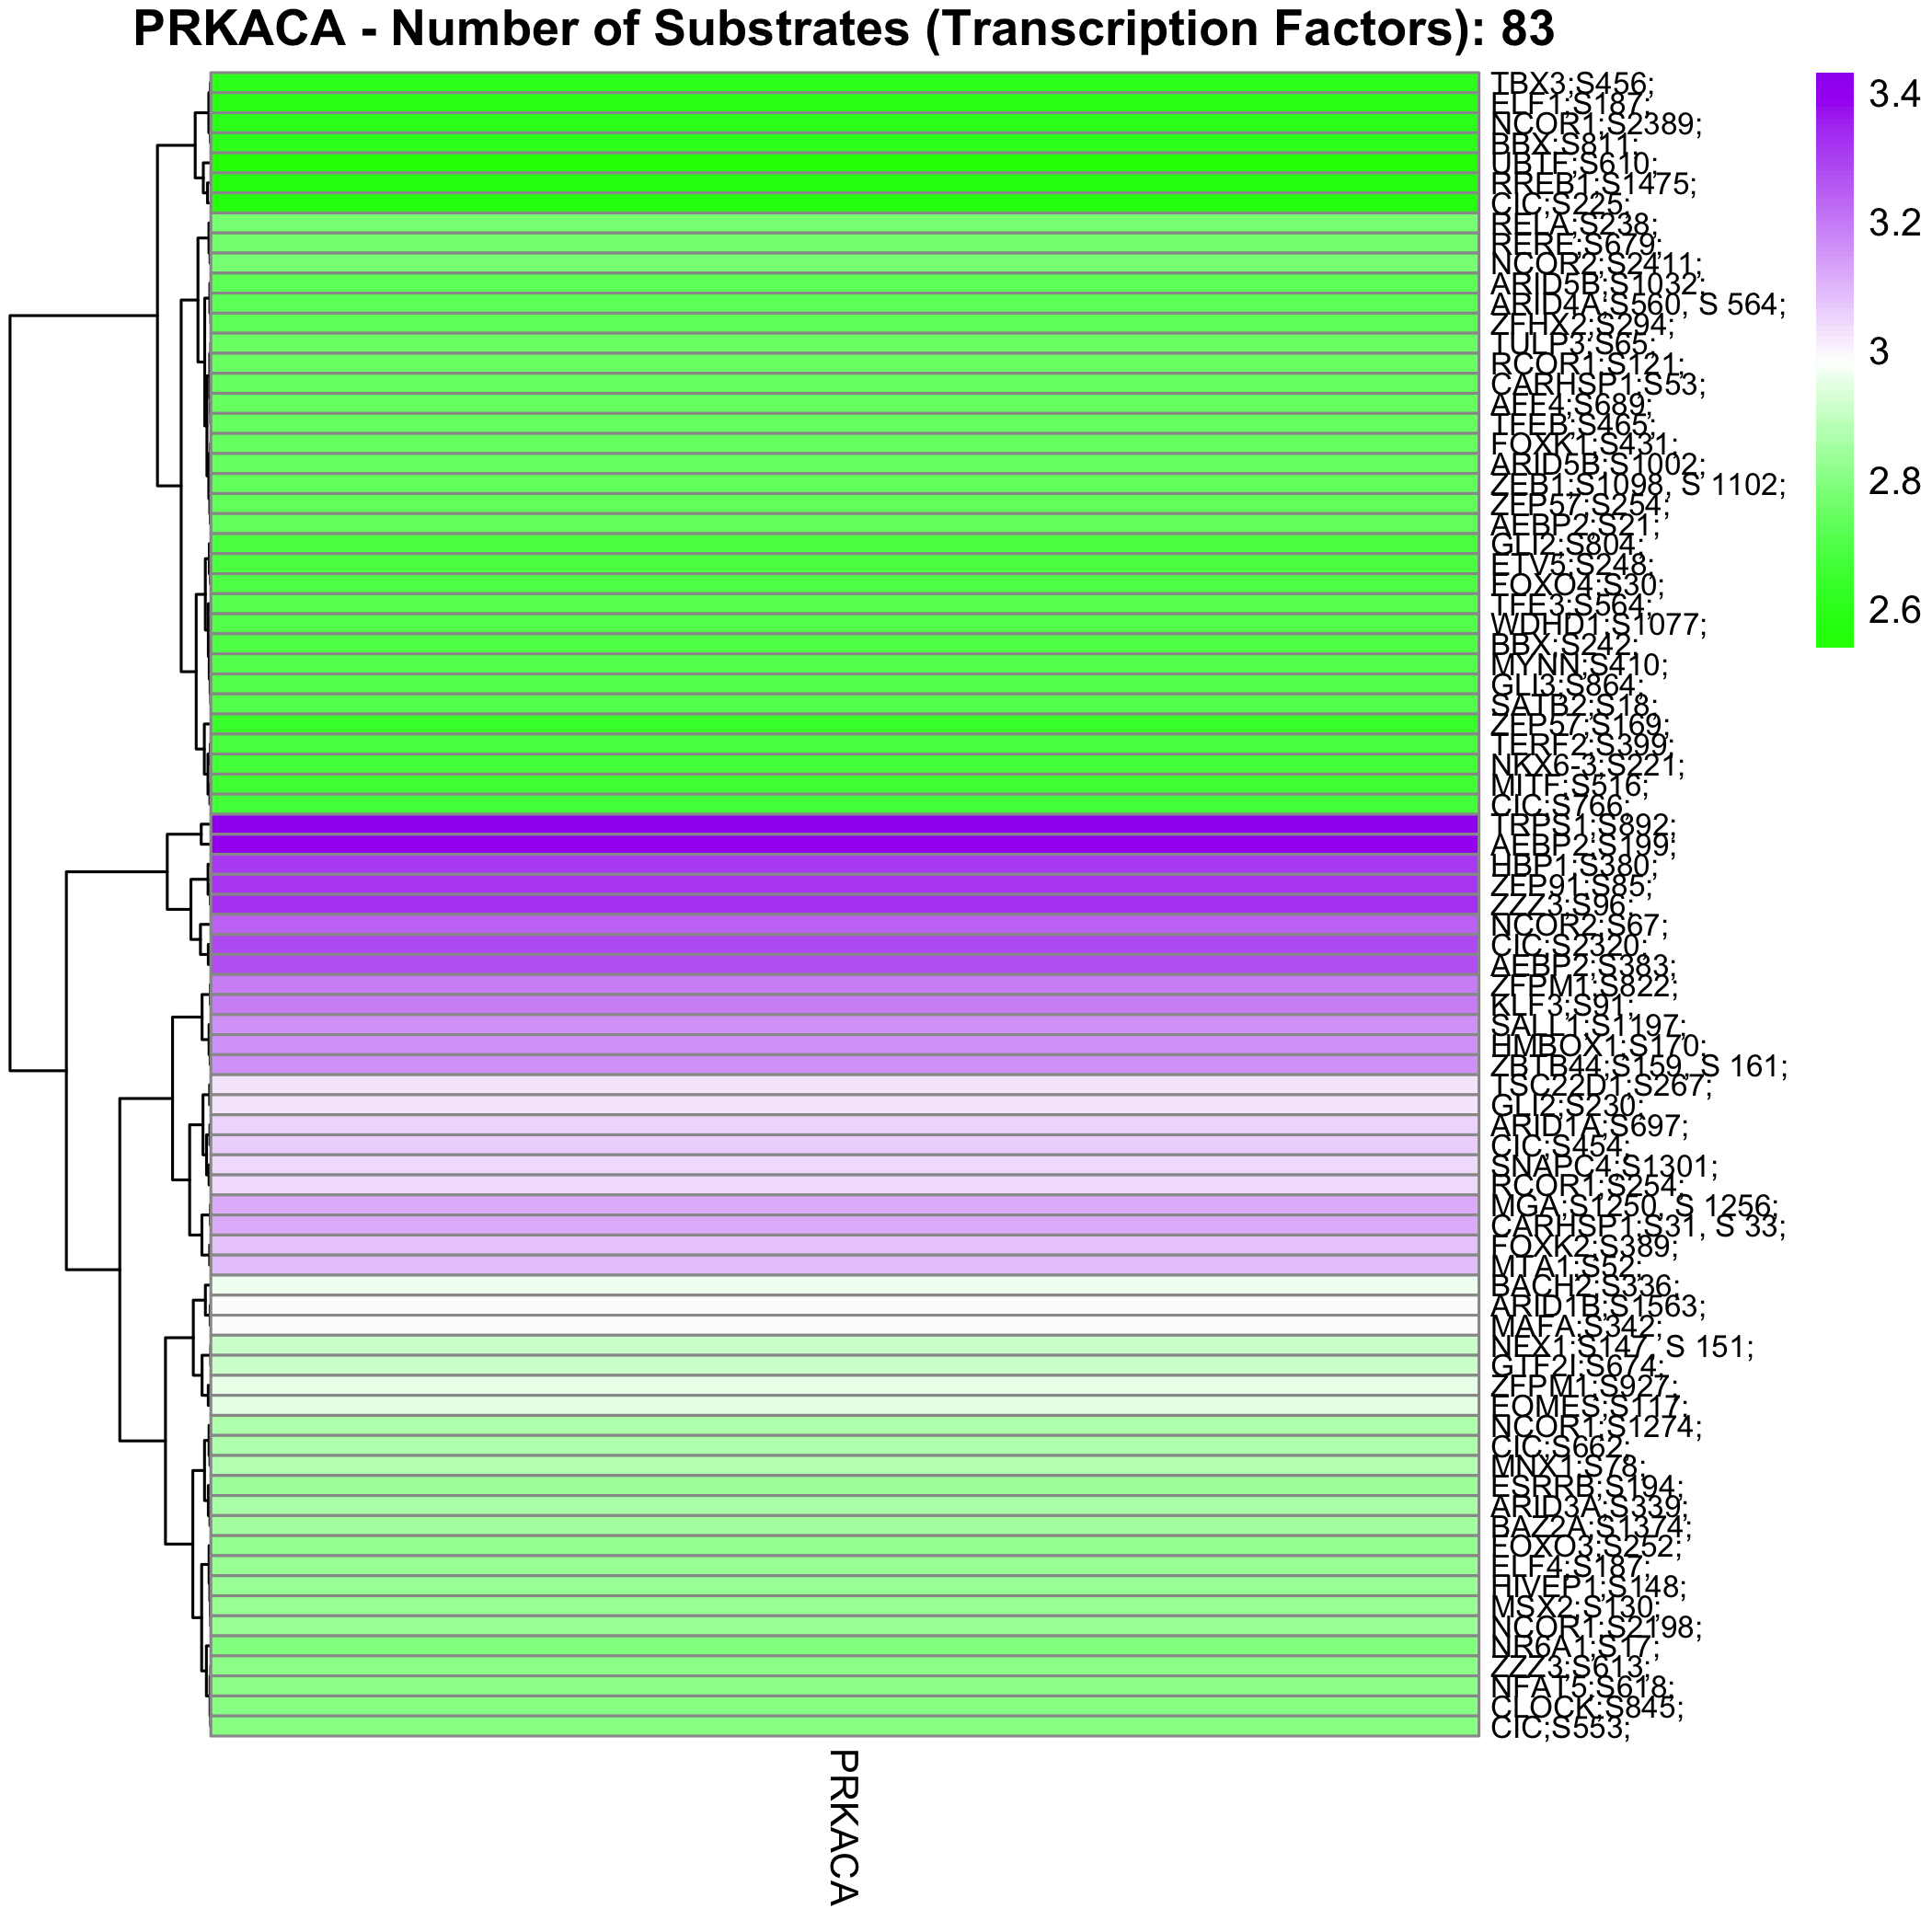 PRKACA - Number of Substrates (Transcription Factors): 83
TBX3;S456;
ELF1;S187;
NCOR1;S2389;
BBX;S811;
UBTF;S610;
RREB1;S1475;
CIC;S225;
RELA;S238;
RERE;S679;
NCOR2;S2411;
ARID5B;S1032;
ARID4A;S560, S 564;
ZFHX2;S294;
TULP3;S65;
RCOR1;S121;
CARHSP1;S53;
AFF4;S689;
TFEB;S465;
FOXK1;S431;
ARID5B;S1002;
ZEB1;S1098, S 1102;
ZFP57;S254;
AEBP2;S21;
GLI2;S804;
ETV5;S248;
FOXO4;S30;
TFE3;S564;
WDHD1;S1077;
BBX;S242;
MYNN;S410;
GLI3;S864;
SATB2;S18;
ZFP57;S169;
TERF2;S399;
NKX6-3;S221;
MITF;S516;
CIC;S766;
TRPS1;S892;
AEBP2;S199;
HBP1;S380;
ZFP91;S85;
ZZZ3;S96;
NCOR2;S67;
CIC;S2320;
AEBP2;S383;
ZFPM1;S822;
KLF3;S91;
SALL1;S1197;
HMBOX1;S170;
ZBTB44;S159, S 161;
TSC22D1;S267;
GLI2;S230;
ARID1A;S697;
CIC;S454;
SNAPC4;S1301;
RCOR1;S254;
MGA;S1250, S 1256;
CARHSP1;S31, S 33;
FOXK2;S389;
MTA1;S52;
BACH2;S336;
ARID1B;S1563;
MAFA;S342;
NFX1;S147, S 151;
GTF2I;S674;
ZFPM1;S927;
EOMES;S117;
NCOR1;S1274;
CIC;S662;
MNX1;S78;
ESRRB;S194;
ARID3A;S339;
BAZ2A;S1374;
FOXO3;S252;
ELF4;S187;
HIVEP1;S148;
MSX2;S130;
NCOR1;S2198;
NR6A1;S17;
ZZZ3;S613;
NFAT5;S618;
CLOCK;S845;
CIC;S553;
3.4
3.2
3
2.8
2.6
PRKACA